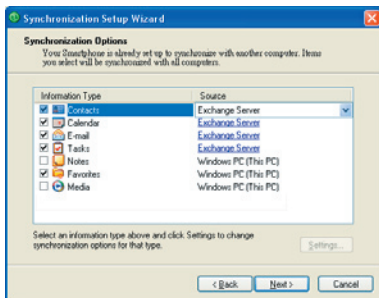 Synchronization Setup Wizard
Synchronization Options
Your Smartphone is already set up to synchronize with another computer. Items
you select will be synchronized with all computers.
Information Type Source
Contacts Exchange Server
Calendar Exchange Server
E-mail Exchange Server
Tasks Exchange Server
Notes Windows PC (This PC)
Favorites Windows PC (This PC)
Media Windows PC (This PC)
Select an information type above and click Settings to change
synchronization options for that type.
Settings...
< Back Next > Cancel